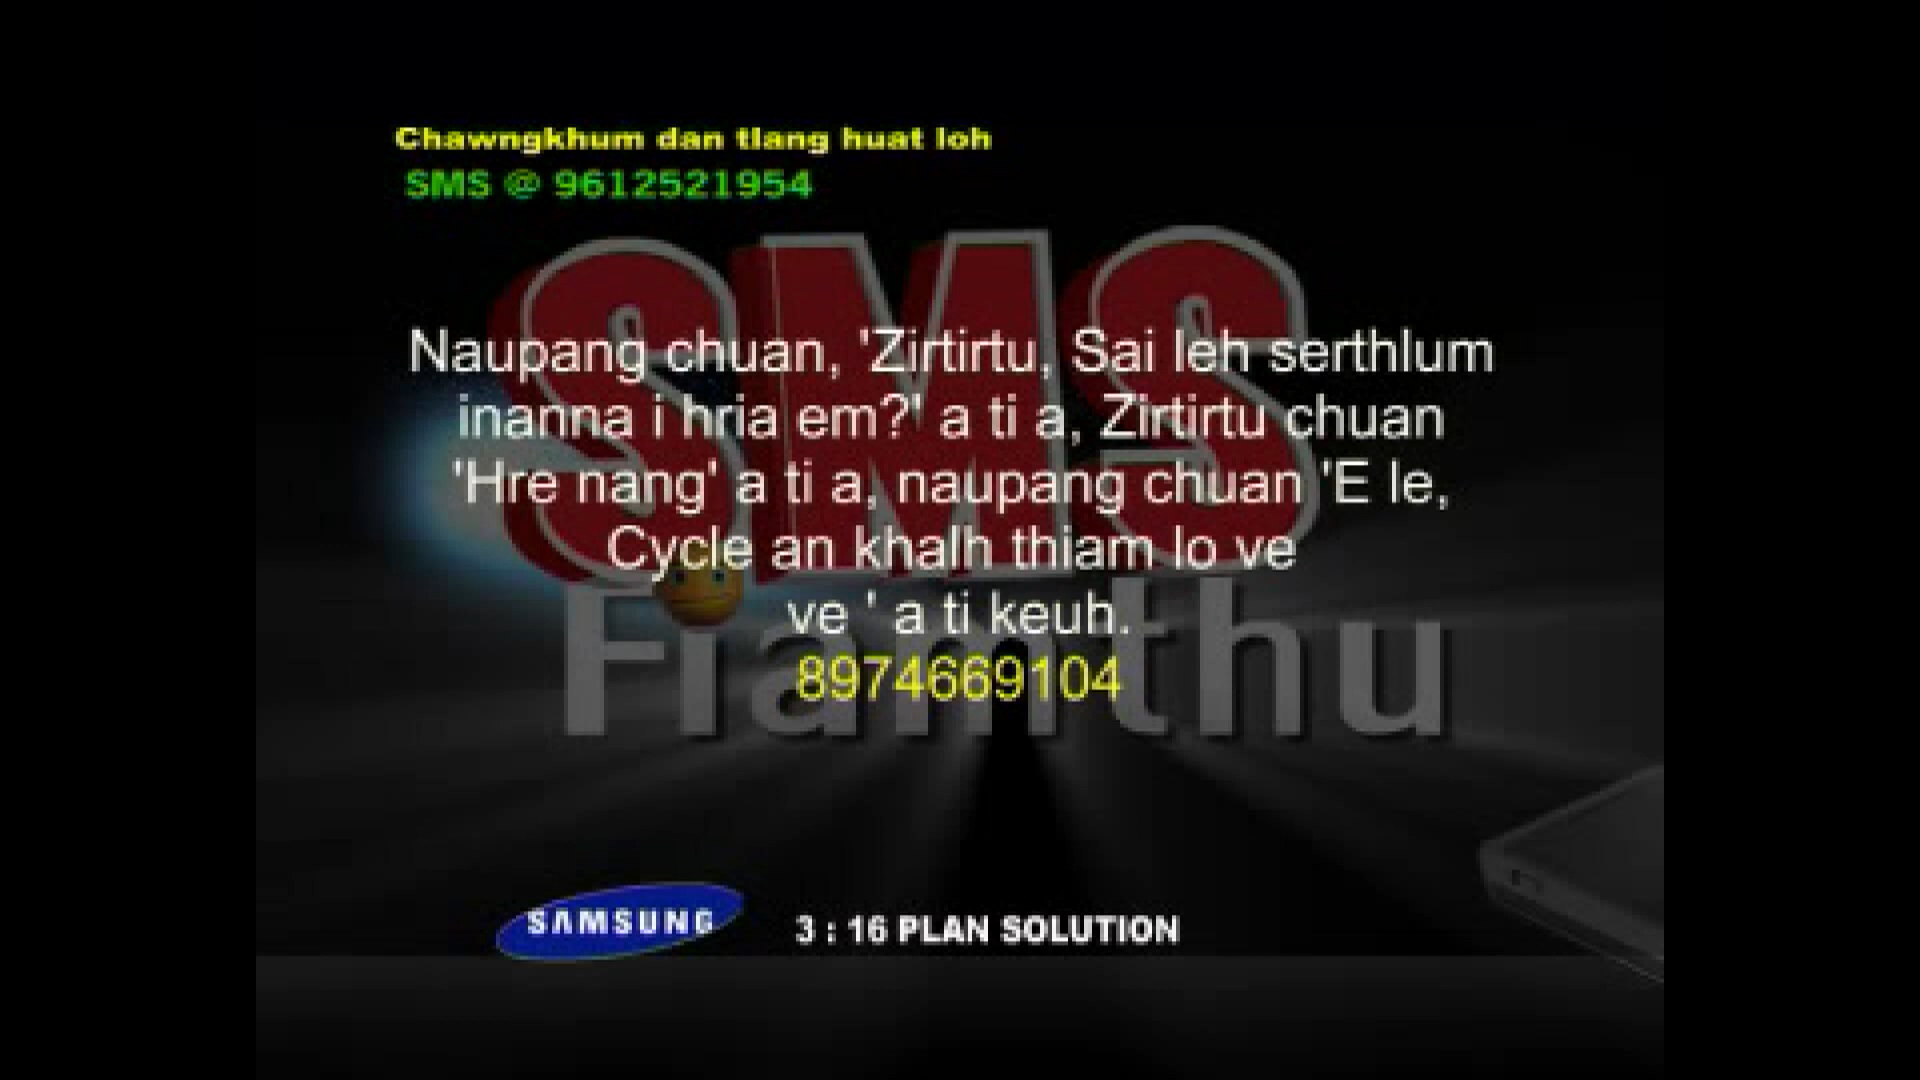 Chawngkhum dan tlang huat loh
SMS @ 9612521954
SMS
Naupang chuan, 'Zirtirtu, Sai leh serthlum
inanna i hria em?' a ti a, Zirtirtu chuan
'Hre nang' a ti a, naupang chuan 'E le,
Cycle an khalh thiam lo ve
ve ' a ti keuh.
8974669104
Fiamthu
SAMSUNG
3 : 16 PLAN SOLUTION